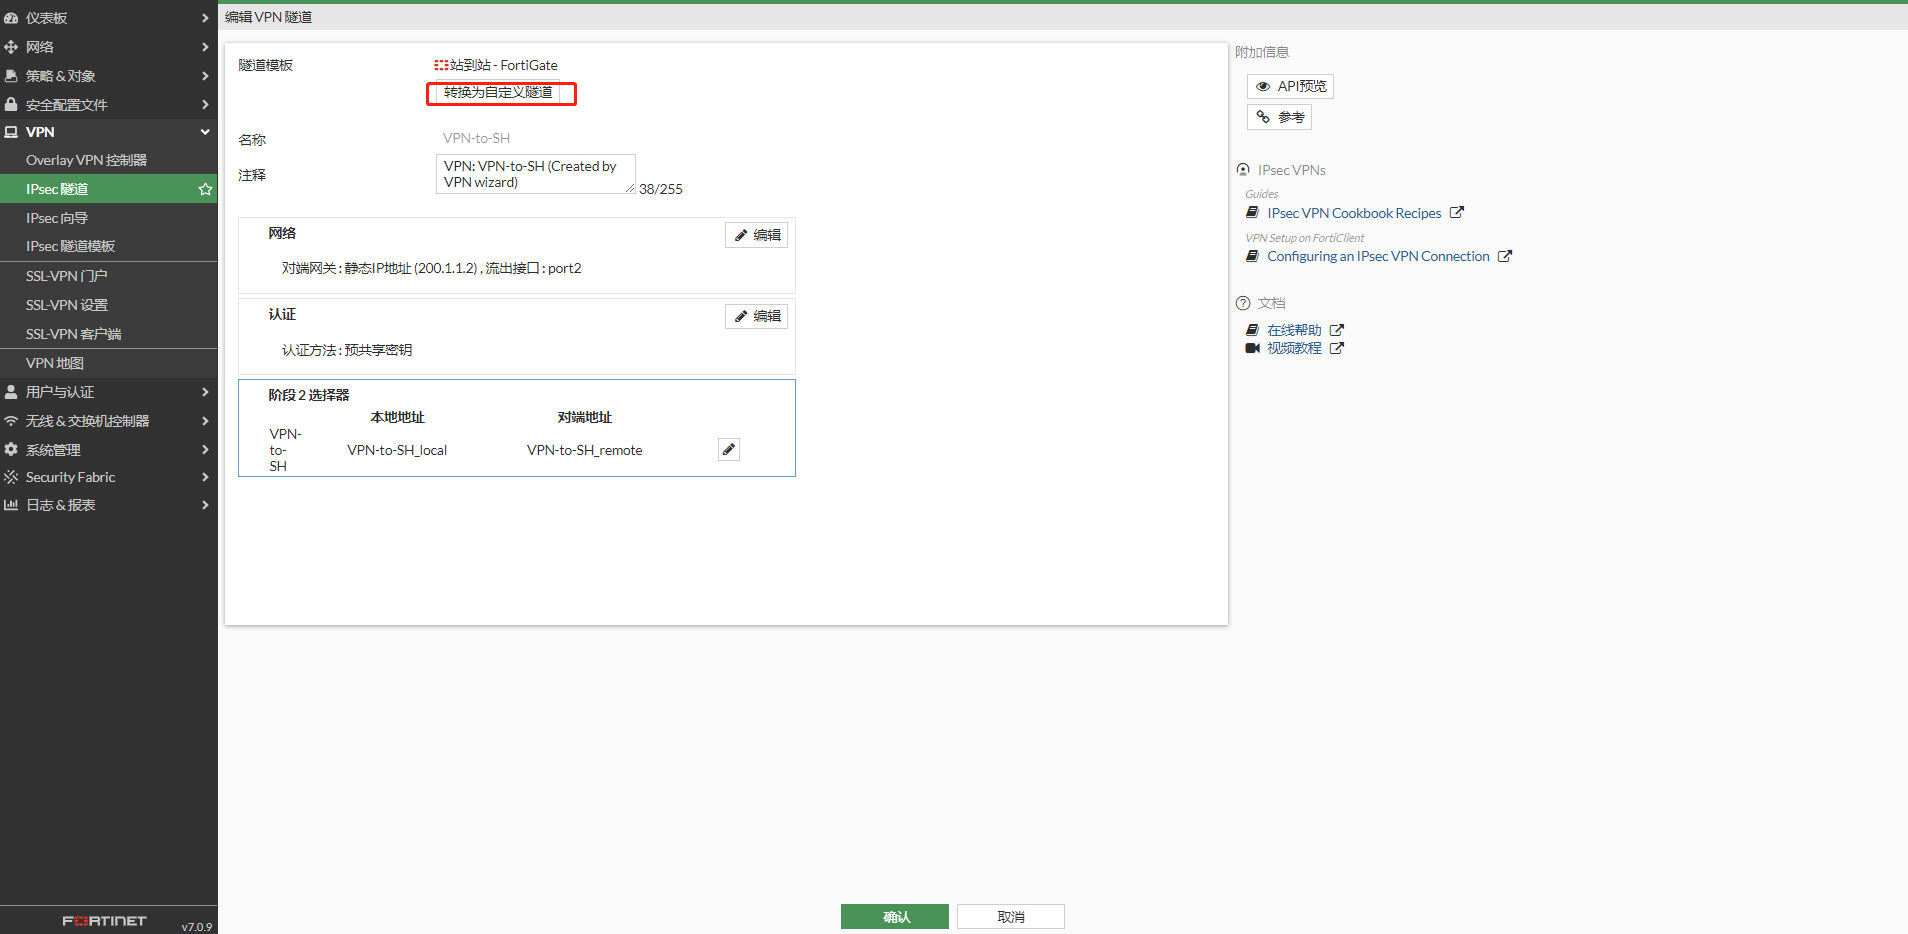 仪表板
网络
策略 & 对象
安全配置文件
VPN
Overlay VPN 控制器
IPsec 隧道
IPsec 向导
IPsec 隧道模板
SSL-VPN 门户
SSL-VPN 设置
SSL-VPN 客户端
VPN 地图
用户与认证
无线 & 交换机控制器
系统管理
Security Fabric
日志 & 报表
FORTINET
v7.0.9
编辑 VPN 隧道
隧道模板
站到站 - FortiGate
转换为自定义隧道
名称
VPN-to-SH
注释
VPN: VPN-to-SH (Created by
VPN wizard)
38/255
网络
编辑
对端网关 : 静态IP地址 (200.1.1.2) , 流出接口 : port2
认证
编辑
认证方法 : 预共享密钥
阶段 2 选择器
本地地址 对端地址
VPN-
to-
SH
VPN-to-SH_local VPN-to-SH_remote
确认
取消
附加信息
API预览
参考
IPsec VPNs
Guides
IPsec VPN Cookbook Recipes
VPN Setup on FortiClient
Configuring an IPsec VPN Connection
文档
在线帮助
视频教程